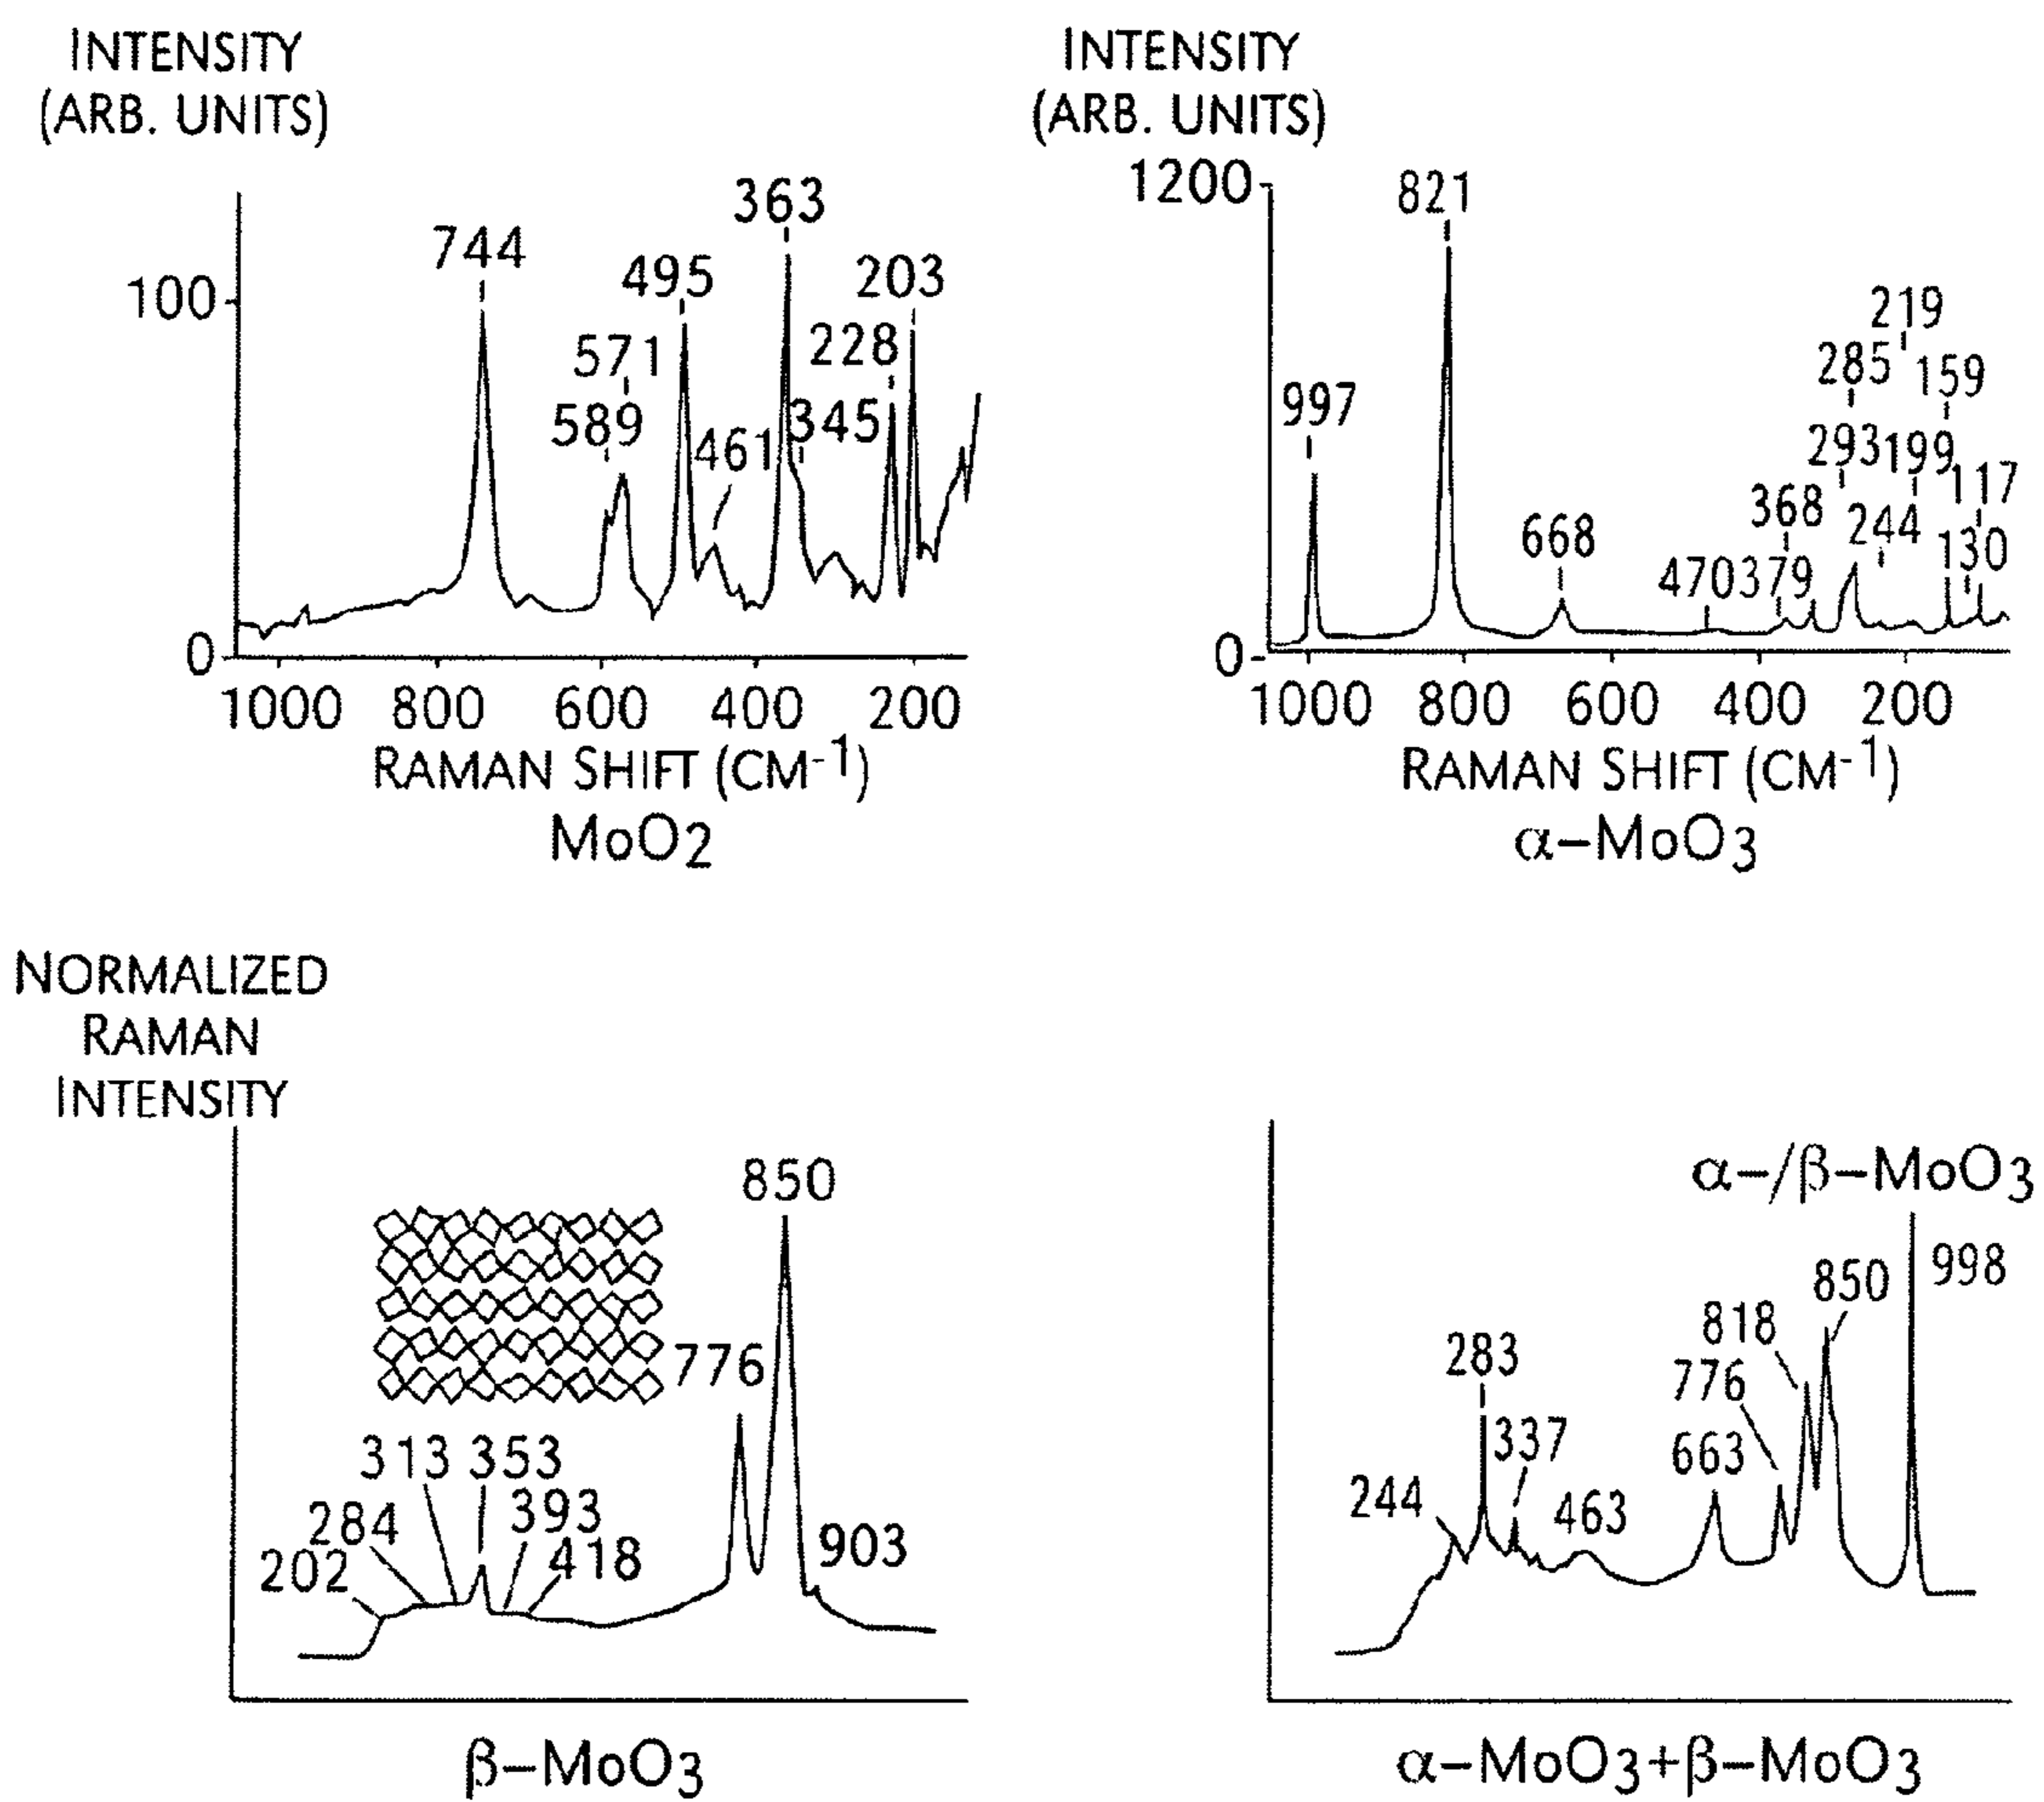 INTENSITY
(ARB. UNITS)
100
0
744
589
571
495
461
363
345
228
203
1000 800 600 400 200
RAMAN SHIFT (CM-1)
MoO2
INTENSITY
(ARB. UNITS)
1200
0
997
821
668
470
379
368
293
285
244
219
199
159
130
117
1000 800 600 400 200
RAMAN SHIFT (CM-1)
α–MoO3
NORMALIZED
RAMAN
INTENSITY
850
776
313 353
284
393
202
418
903
β–MoO3
α–/β–MoO3
998
850
818
283
776
337
663
244
463
α–MoO3+β–MoO3